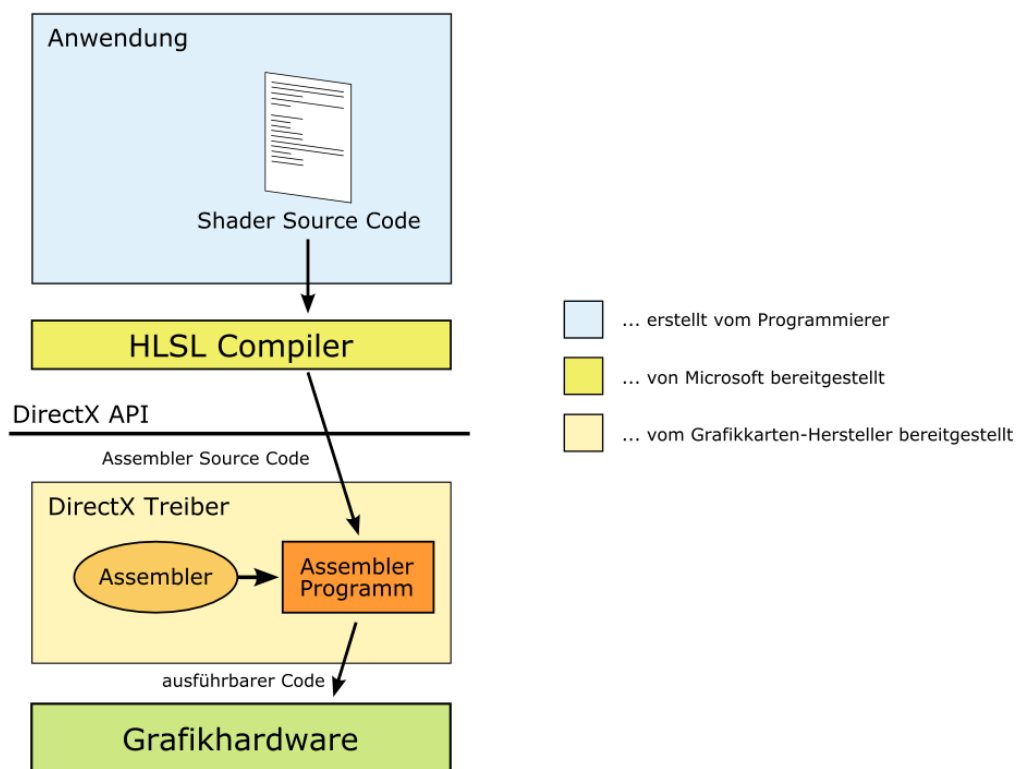 Anwendung
Shader Source Code
HLSL Compiler
DirectX API
Assembler Source Code
DirectX Treiber
Assembler
Assembler
Programm
ausführbarer Code
Grafikhardware
... erstellt vom Programmierer
... von Microsoft bereitgestellt
... vom Grafikkarten-Hersteller bereitgestellt